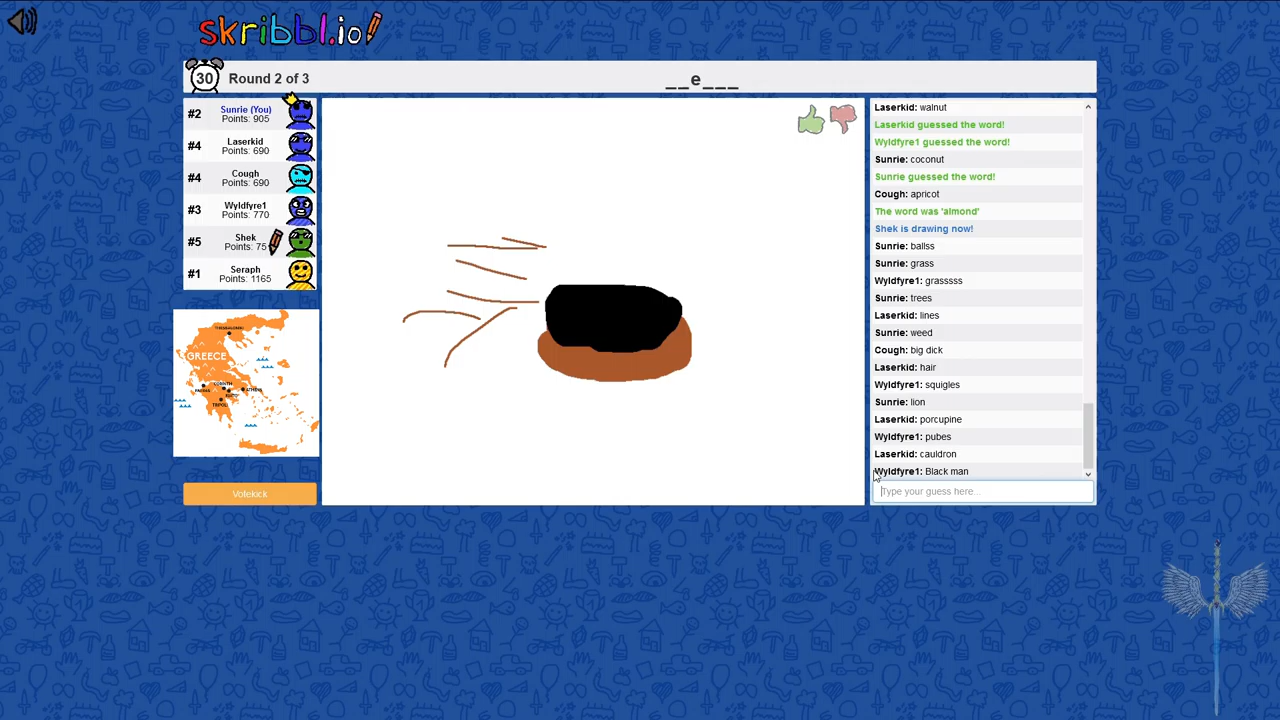 skribbl.io
30
Round 2 of 3
__e___
#2
Sunrie (You)
Points: 905
#4
Laserkid
Points: 690
#4
Cough
Points: 690
#3
Wyldfyre1
Points: 770
#5
Shek
Points: 75
#1
Seraph
Points: 1165
GREECE
Votekick
Laserkid: walnut
Laserkid guessed the word!
Wyldfyre1 guessed the word!
Sunrie: coconut
Sunrie guessed the word!
Cough: apricot
The word was 'almond'
Shek is drawing now!
Sunrie: ballss
Sunrie: grass
Wyldfyre1: grasssss
Sunrie: trees
Laserkid: lines
Sunrie: weed
Cough: big dick
Laserkid: hair
Wyldfyre1: squigles
Sunrie: lion
Laserkid: porcupine
Wyldfyre1: pubes
Laserkid: cauldron
Wyldfyre1: Black man
Type your guess here...